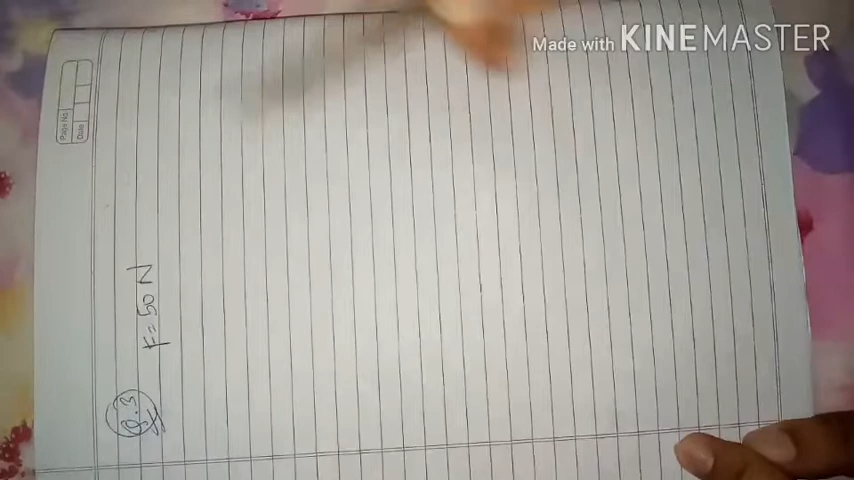 Made with KINEMASTER
Page No.
Date
Q.3
F = 50 N